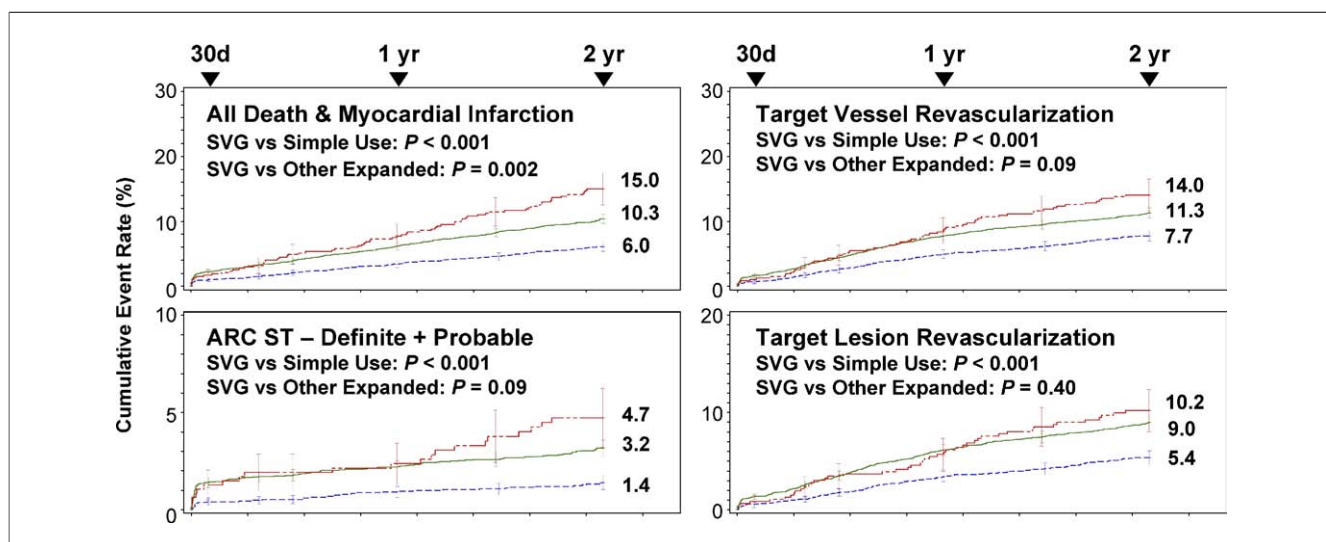 30d 1 yr 2 yr
30d 1 yr 2 yr
Cumulative Event Rate (%)
30
20
10
0
All Death & Myocardial Infarction
SVG vs Simple Use: P < 0.001
SVG vs Other Expanded: P = 0.002
15.0
10.3
6.0
30
20
10
0
Target Vessel Revascularization
SVG vs Simple Use: P < 0.001
SVG vs Other Expanded: P = 0.09
14.0
11.3
7.7
10
5
0
ARC ST – Definite + Probable
SVG vs Simple Use: P < 0.001
SVG vs Other Expanded: P = 0.09
4.7
3.2
1.4
20
10
0
Target Lesion Revascularization
SVG vs Simple Use: P < 0.001
SVG vs Other Expanded: P = 0.40
10.2
9.0
5.4